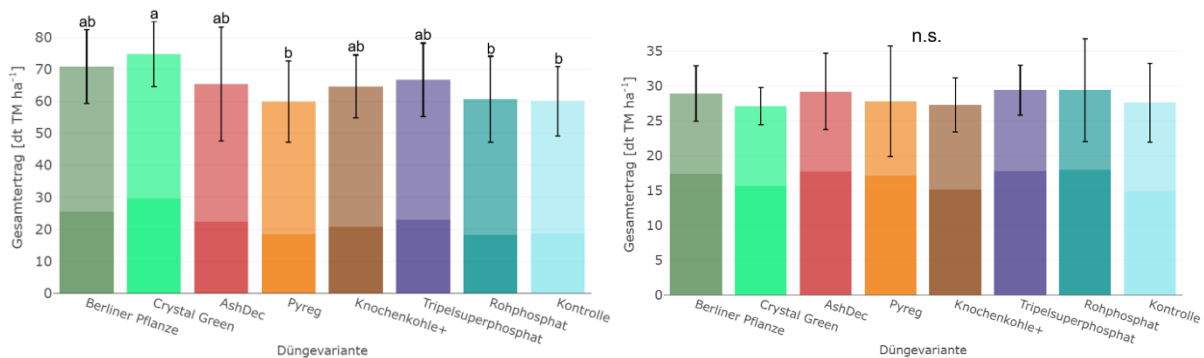 ab a ab b ab ab b b
Gesamtertrag [dt TM ha⁻¹]
80
70
60
50
40
30
20
10
0
Berliner Pflanze
Crystal Green
AshDec
Pyreg
Knochenkohle+
Tripelsuperphosphat
Rohphosphat
Kontrolle
Düngevariante
n.s.
Gesamtertrag [dt TM ha⁻¹]
35
30
25
20
15
10
5
0
Berliner Pflanze
Crystal Green
AshDec
Pyreg
Knochenkohle+
Tripelsuperphosphat
Rohphosphat
Kontrolle
Düngevariante